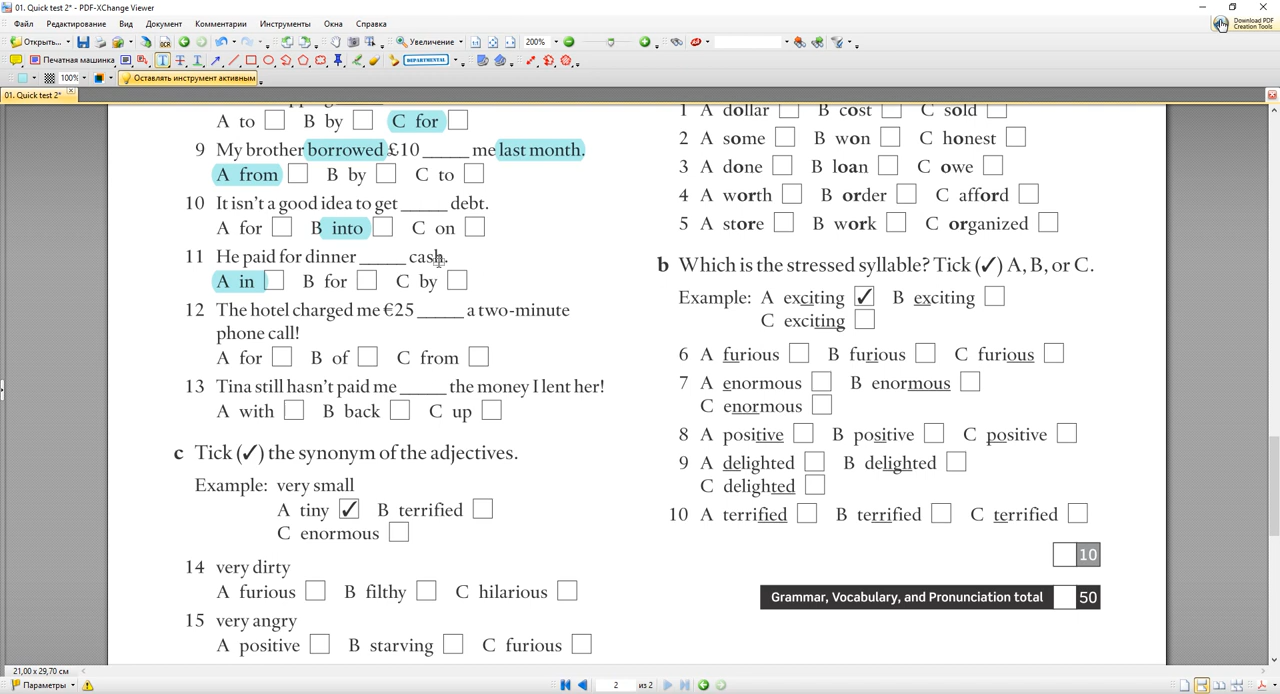 01. Quick test 2* - PDF-XChange Viewer
Файл Редактирование Вид Документ Комментарии Инструменты Окна Справка
Download PDF
Creation Tools
Открыть... OCR Увеличение 200%
Печатная машинка DEPARTMENTAL
100% Оставлять инструмент активным
01. Quick test 2*
A to B by C for
9 My brother borrowed £10 _____ me last month.
A from B by C to
10 It isn't a good idea to get _____ debt.
A for B into C on
11 He paid for dinner _____ cash.
A in B for C by
12 The hotel charged me €25 _____ a two-minute
phone call!
A for B of C from
13 Tina still hasn't paid me _____ the money I lent her!
A with B back C up
c Tick (✓) the synonym of the adjectives.
Example: very small
A tiny ✓ B terrified
C enormous
14 very dirty
A furious B filthy C hilarious
15 very angry
A positive B starving C furious
1 A dollar B cost C sold
2 A some B won C honest
3 A done B loan C owe
4 A worth B order C afford
5 A store B work C organized
b Which is the stressed syllable? Tick (✓) A, B, or C.
Example: A exciting ✓ B exciting
C exciting
6 A furious B furious C furious
7 A enormous B enormous
C enormous
8 A positive B positive C positive
9 A delighted B delighted
C delighted
10 A terrified B terrified C terrified
10
Grammar, Vocabulary, and Pronunciation total 50
21,00 x 29,70 см
Параметры 2 из 2